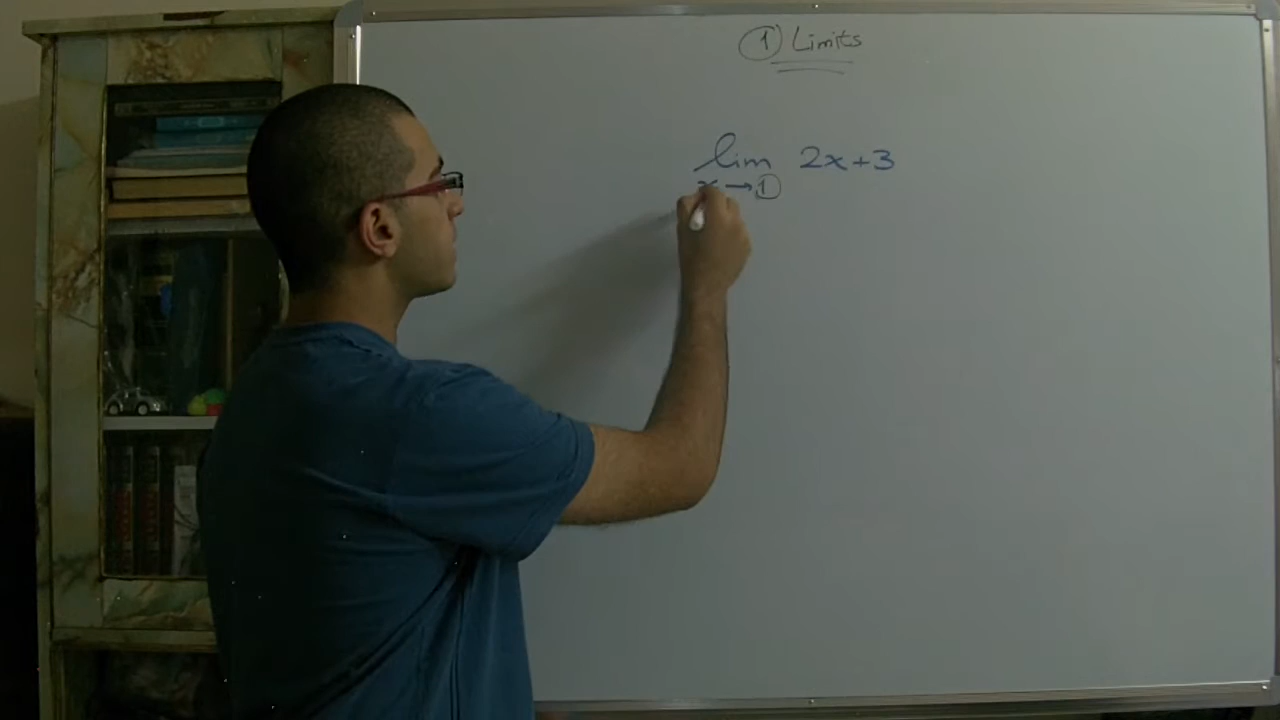 ① Limits
lim 2x+3
x→①